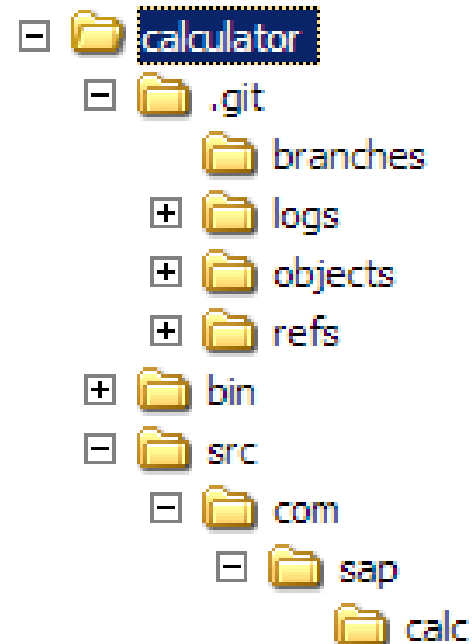 calculator
.git
branches
logs
objects
refs
bin
src
com
sap
calc